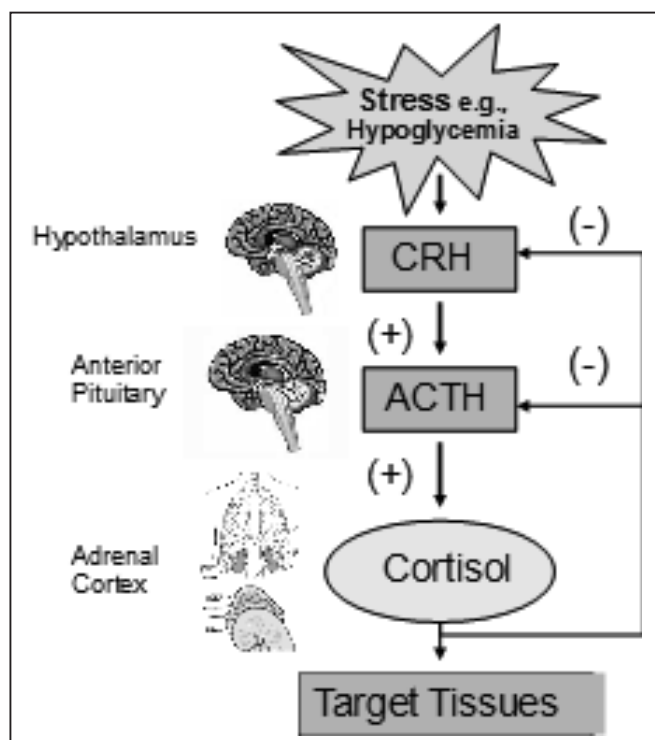 Stress e.g.,
Hypoglycemia
Hypothalamus
CRH
(-)
(+)
Anterior
Pituitary
ACTH
(-)
(+)
Adrenal
Cortex
Cortisol
Target Tissues